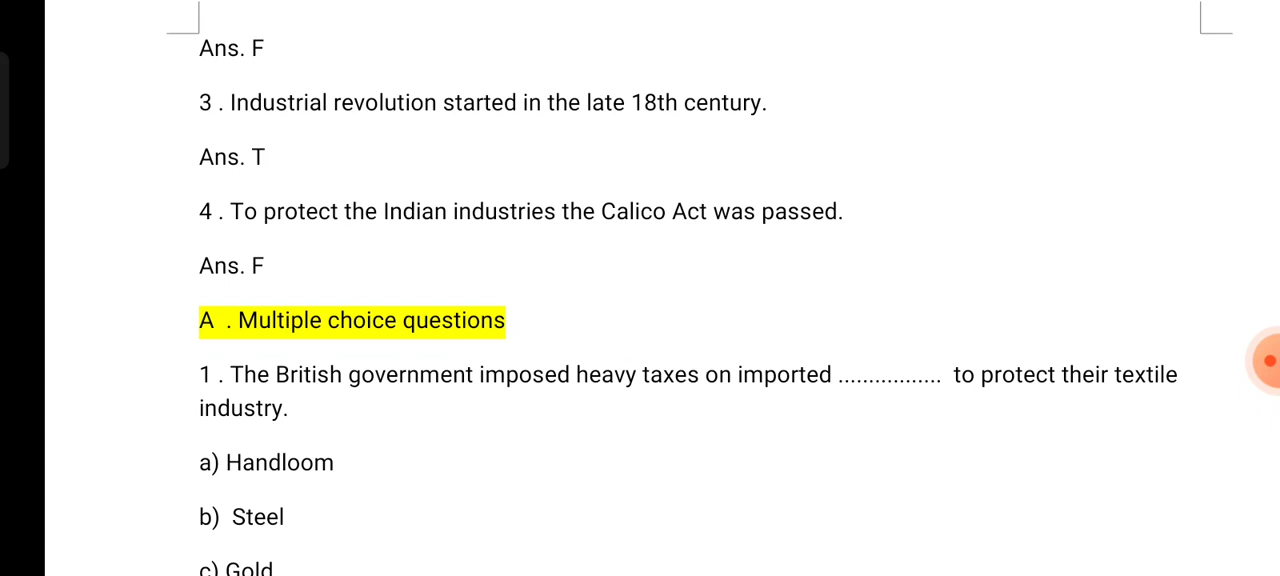 Ans. F
3 . Industrial revolution started in the late 18th century.
Ans. T
4 . To protect the Indian industries the Calico Act was passed.
Ans. F
A . Multiple choice questions
1 . The British government imposed heavy taxes on imported ................. to protect their textile
industry.
a) Handloom
b) Steel
c) Gold